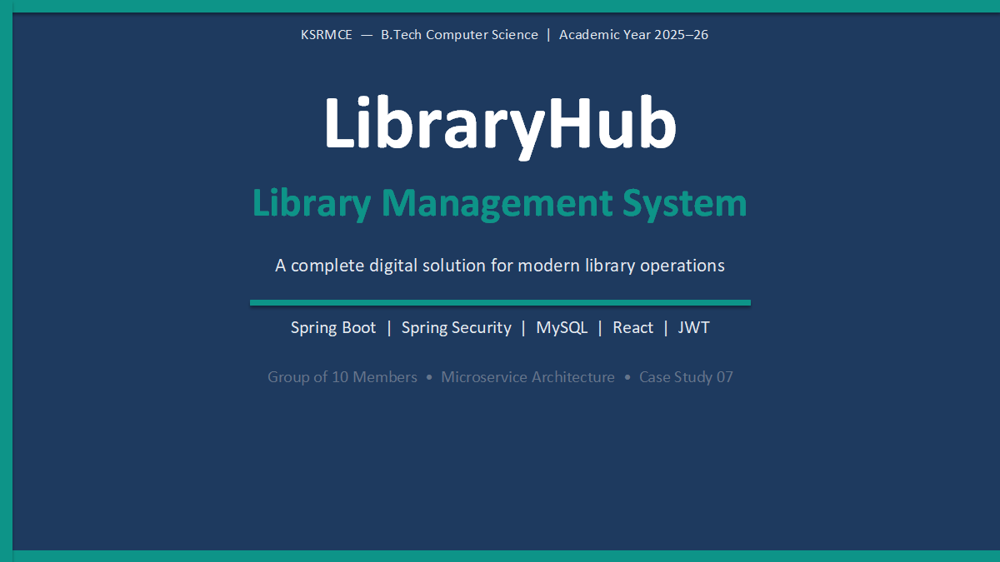 KSRMCE — B.Tech Computer Science | Academic Year 2025–26
LibraryHub
Library Management System
A complete digital solution for modern library operations
Spring Boot | Spring Security | MySQL | React | JWT
Group of 10 Members • Microservice Architecture • Case Study 07